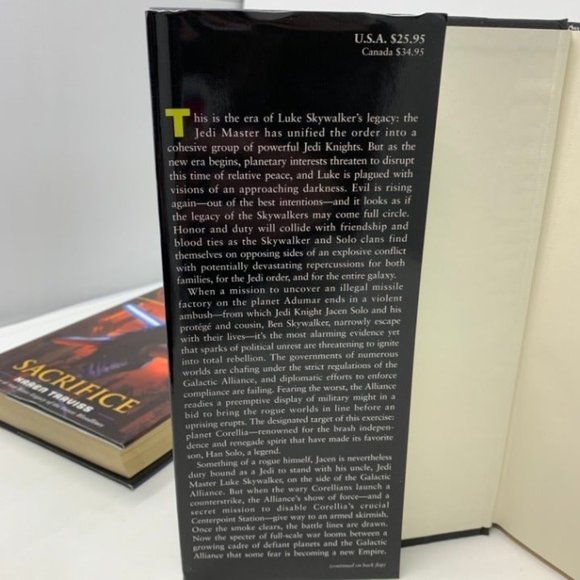 U.S.A. $25.95
Canada $34.95
This is the era of Luke Skywalker's legacy: the
Jedi Master has unified the order into a
cohesive group of powerful Jedi Knights. But as the
new era begins, planetary interests threaten to disrupt
this time of relative peace, and Luke is plagued with
visions of an approaching darkness. Evil is rising
again—out of the best intentions—and it looks as if
the legacy of the Skywalkers may come full circle.
Honor and duty will collide with friendship and
blood ties as the Skywalker and Solo clans find
themselves on opposing sides of an explosive conflict
with potentially devastating repercussions for both
families, for the Jedi order, and for the entire galaxy.
When a mission to uncover an illegal missile
factory on the planet Adumar ends in a violent
ambush—from which Jedi Knight Jacen Solo and his
protégé and cousin, Ben Skywalker, narrowly escape
with their lives—it's the most alarming evidence yet
that sparks of political unrest are threatening to ignite
into total rebellion. The governments of numerous
worlds are chafing under the strict regulations of the
Galactic Alliance, and diplomatic efforts to enforce
compliance are failing. Fearing the worst, the Alliance
readies a preemptive display of military might in a
bid to bring the rogue worlds in line before an
uprising erupts. The designated target of this exercise:
planet Corellia—renowned for the brash indepen-
dence and renegade spirit that have made its favorite
son, Han Solo, a legend.
Something of a rogue himself, Jacen is nevertheless
duty bound as a Jedi to stand with his uncle, Jedi
Master Luke Skywalker, on the side of the Galactic
Alliance. But when the wary Corellians launch a
counterstrike, the Alliance's show of force—and a
secret mission to disable Corellia's crucial
Centerpoint Station—give way to an armed skirmish.
Once the smoke clears, the battle lines are drawn.
Now the specter of full-scale war looms between a
growing cadre of defiant planets and the Galactic
Alliance that some fear is becoming a new Empire.
(continued on back flap)
SACRIFICE
KAREN TRAVISS